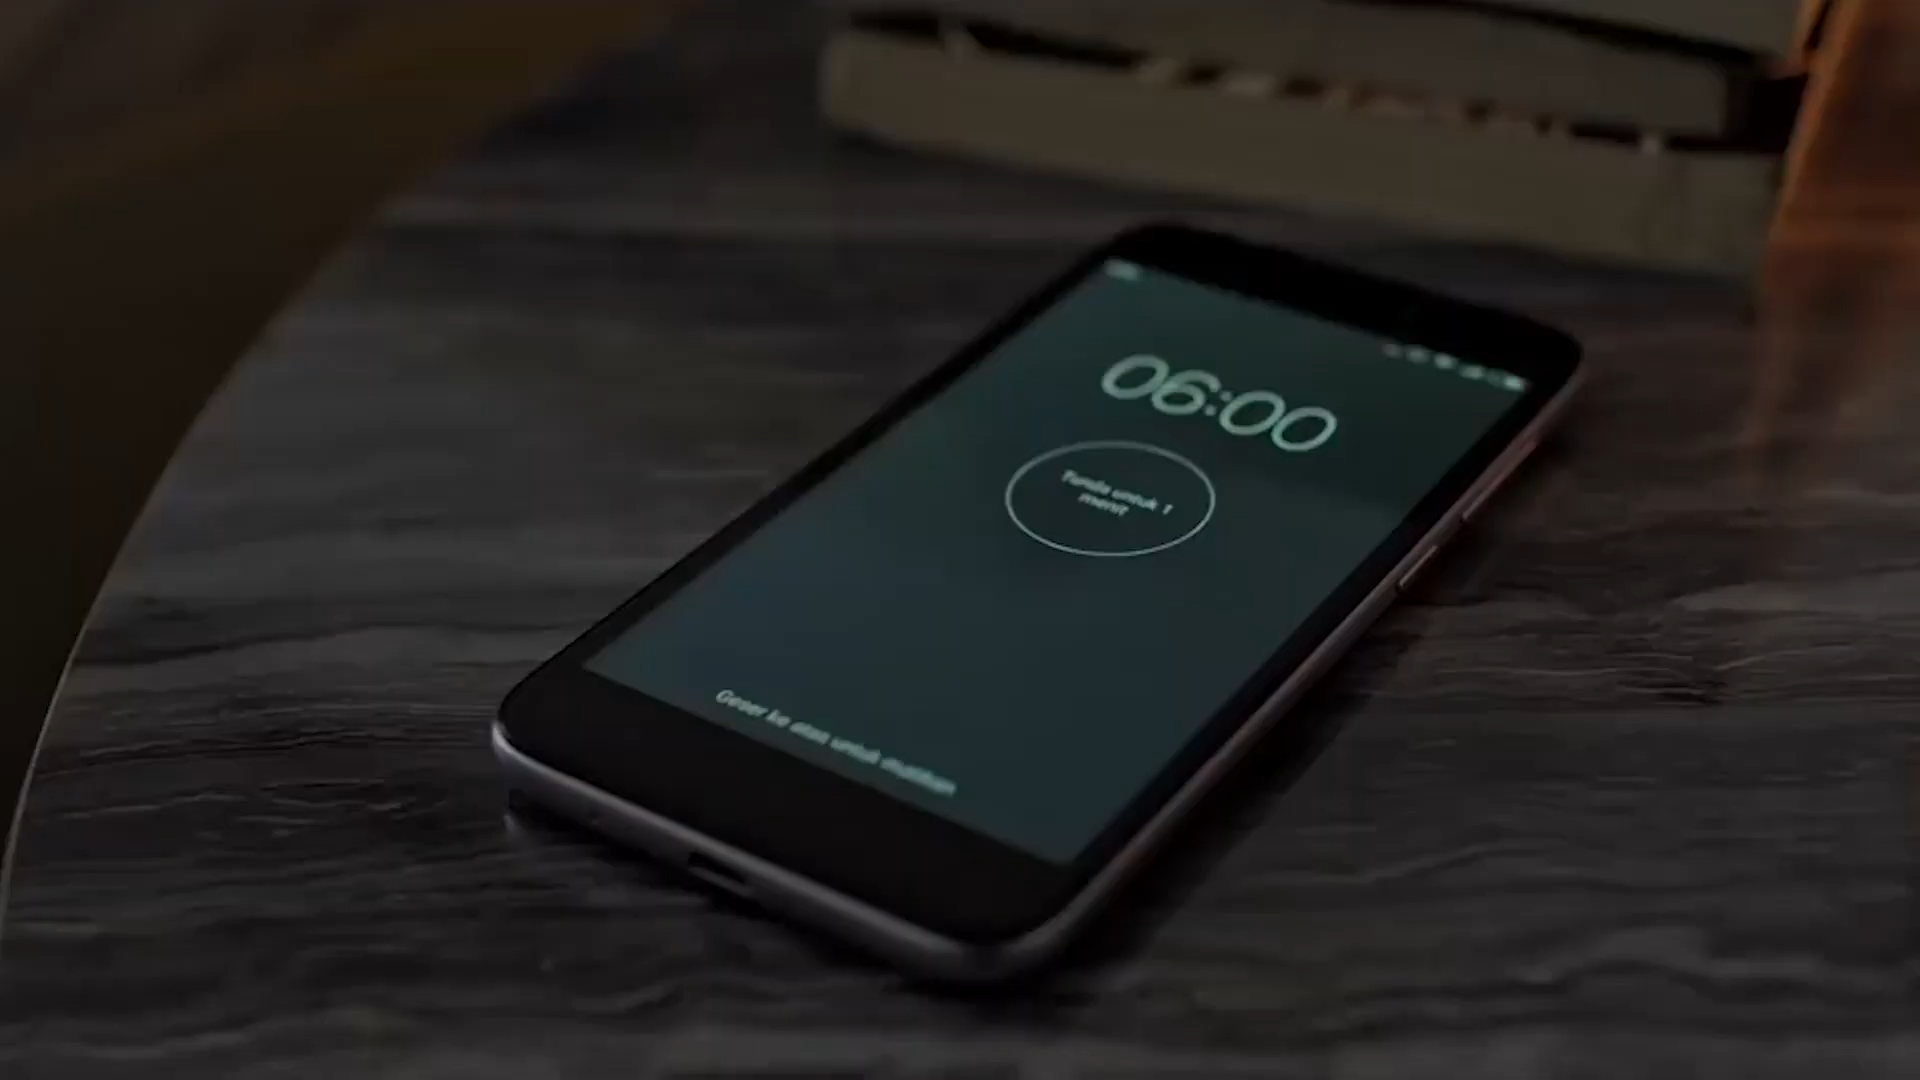 06:00
Tunda untuk 1
menit
Geser ke atas untuk matikan